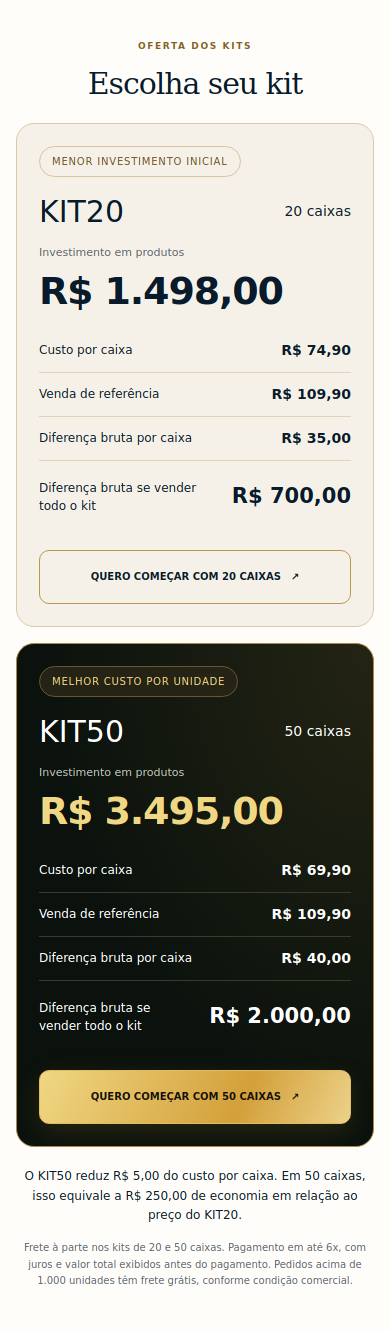 OFERTA DOS KITS
Escolha seu kit
MENOR INVESTIMENTO INICIAL
KIT20 20 caixas
Investimento em produtos
R$ 1.498,00
Custo por caixa R$ 74,90
Venda de referência R$ 109,90
Diferença bruta por caixa R$ 35,00
Diferença bruta se vender
todo o kit R$ 700,00
QUERO COMEÇAR COM 20 CAIXAS ↗
MELHOR CUSTO POR UNIDADE
KIT50 50 caixas
Investimento em produtos
R$ 3.495,00
Custo por caixa R$ 69,90
Venda de referência R$ 109,90
Diferença bruta por caixa R$ 40,00
Diferença bruta se
vender todo o kit R$ 2.000,00
QUERO COMEÇAR COM 50 CAIXAS ↗
O KIT50 reduz R$ 5,00 do custo por caixa. Em 50 caixas,
isso equivale a R$ 250,00 de economia em relação ao
preço do KIT20.
Frete à parte nos kits de 20 e 50 caixas. Pagamento em até 6x, com
juros e valor total exibidos antes do pagamento. Pedidos acima de
1.000 unidades têm frete grátis, conforme condição comercial.